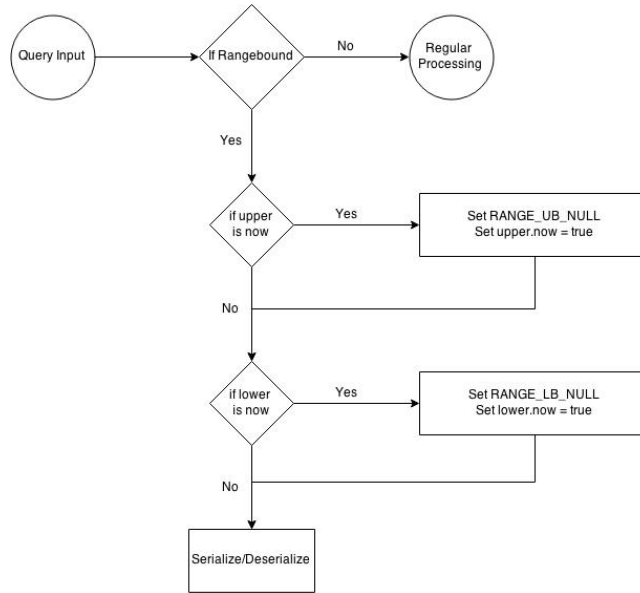 Query Input
If Rangebound
No
Regular
Processing
Yes
if upper
is now
Yes
Set RANGE_UB_NULL
Set upper.now = true
No
if lower
is now
Yes
Set RANGE_LB_NULL
Set lower.now = true
No
Serialize/Deserialize